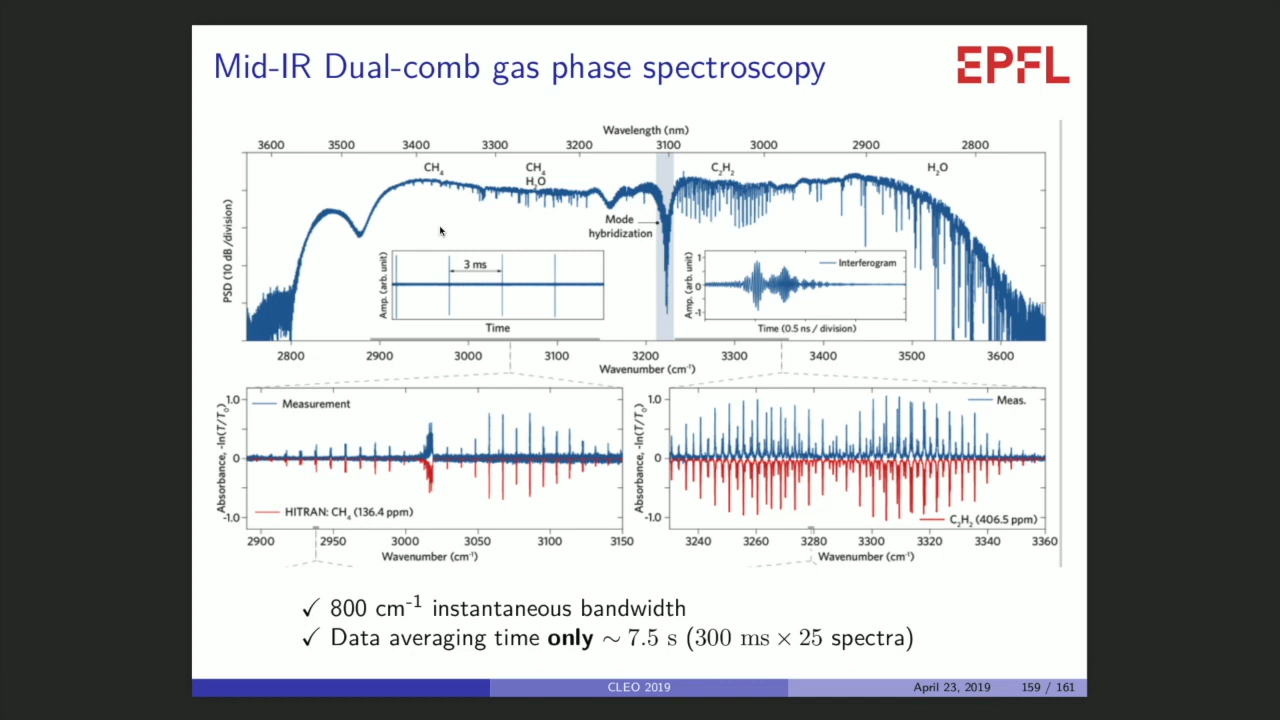 Mid-IR Dual-comb gas phase spectroscopy
EPFL
Wavelength (nm)
3600 3500 3400 3300 3200 3100 3000 2900 2800
CH4
CH4
H2O
C2H2
H2O
Mode
hybridization
PSD (10 dB /division)
Amp. (arb. unit)
3 ms
Time
Amp. (arb. unit)
1
0
-1
Interferogram
Time (0.5 ns / division)
2800 2900 3000 3100 3200 3300 3400 3500 3600
Wavenumber (cm-1)
Absorbance, -ln(T/T0)
1.0
0
-1.0
Measurement
HITRAN: CH4 (136.4 ppm)
2900 2950 3000 3050 3100 3150
Wavenumber (cm-1)
Absorbance, -ln(T/T0)
1.0
0
-1.0
Meas.
C2H2 (406.5 ppm)
3240 3260 3280 3300 3320 3340 3360
Wavenumber (cm-1)
✓ 800 cm-1 instantaneous bandwidth
✓ Data averaging time only ∼ 7.5 s (300 ms × 25 spectra)
CLEO 2019
April 23, 2019 159 / 161